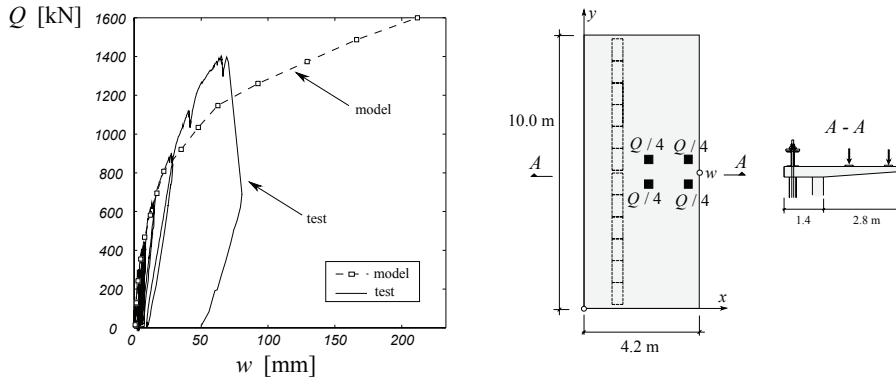 Q [kN]
1600
1400
1200
1000
800
600
400
200
0
0
50
100
150
200
w [mm]
model
test
model
test
y
10.0 m
A
A
Q / 4
Q / 4
Q / 4
Q / 4
w
x
4.2 m
A - A
1.4
2.8 m